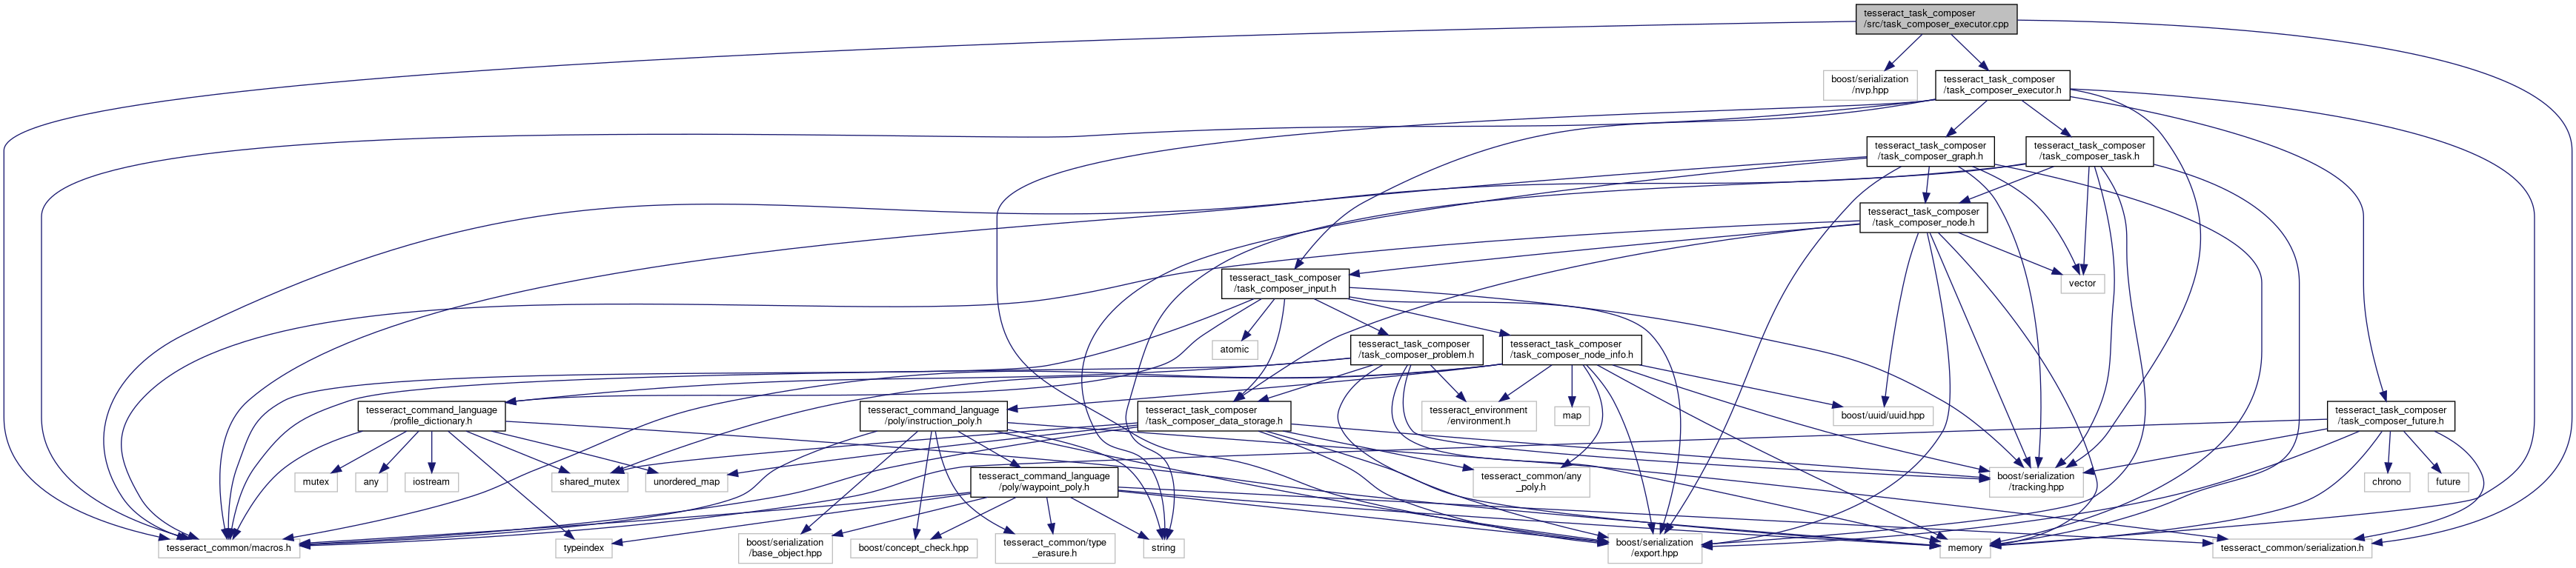 tesseract_task_composer
/src/task_composer_executor.cpp
boost/serialization
/nvp.hpp
tesseract_task_composer
/task_composer_executor.h
tesseract_task_composer
/task_composer_graph.h
tesseract_task_composer
/task_composer_task.h
tesseract_task_composer
/task_composer_node.h
tesseract_task_composer
/task_composer_input.h
vector
atomic
tesseract_task_composer
/task_composer_problem.h
tesseract_task_composer
/task_composer_node_info.h
tesseract_command_language
/profile_dictionary.h
tesseract_command_language
/poly/instruction_poly.h
tesseract_task_composer
/task_composer_data_storage.h
tesseract_environment
/environment.h
map
boost/uuid/uuid.hpp
tesseract_task_composer
/task_composer_future.h
mutex
any
iostream
shared_mutex
unordered_map
tesseract_command_language
/poly/waypoint_poly.h
tesseract_common/any
_poly.h
boost/serialization
/tracking.hpp
chrono
future
tesseract_common/macros.h
typeindex
boost/serialization
/base_object.hpp
boost/concept_check.hpp
tesseract_common/type
_erasure.h
string
boost/serialization
/export.hpp
memory
tesseract_common/serialization.h